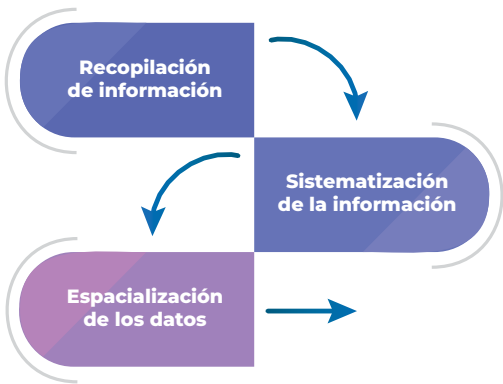 Recopilación
de información
Sistematización
de la información
Espacialización
de los datos